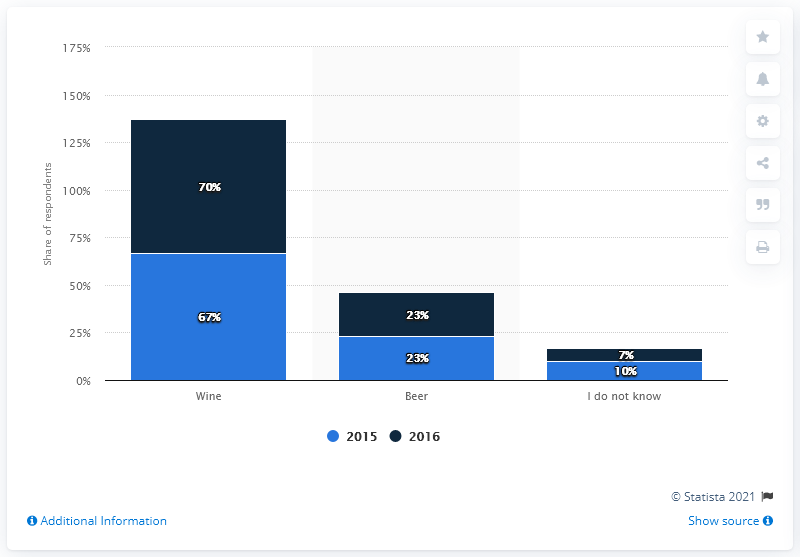 175%
150%
125%
100%
75%
50%
25%
0%
Share of respondents
70%
67%
23%
23%
7%
10%
Wine
Beer
I do not know
2015
2016
© Statista 2021
Additional Information
Show source